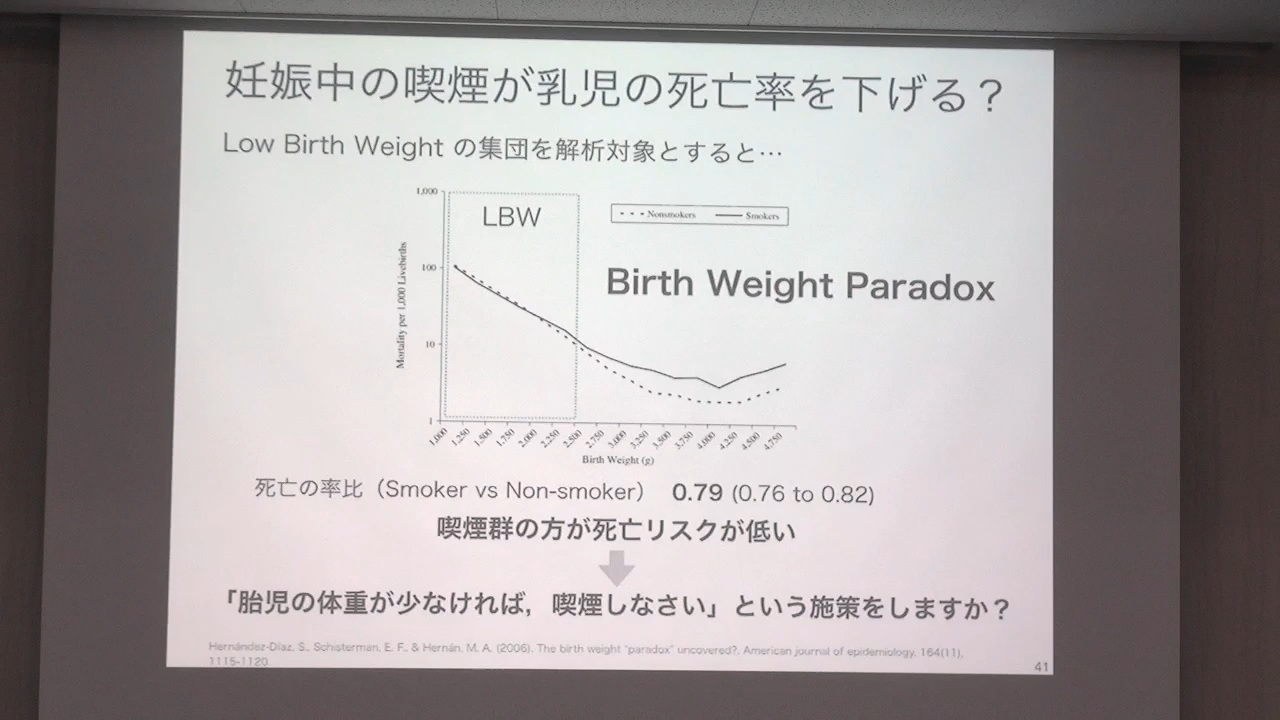 妊娠中の喫煙が乳児の死亡率を下げる？
Low Birth Weight の集団を解析対象とすると…
1,000
100
10
1
Mortality per 1,000 Livebirths
LBW
Nonsmokers Smokers
Birth Weight Paradox
1,000 1,250 1,500 1,750 2,000 2,250 2,500 2,750 3,000 3,250 3,500 3,750 4,000 4,250 4,500 4,750
Birth Weight (g)
死亡の率比（Smoker vs Non-smoker） 0.79 (0.76 to 0.82)
喫煙群の方が死亡リスクが低い
「胎児の体重が少なければ，喫煙しなさい」という施策をしますか？
Hernández-Díaz, S., Schisterman, E. F., & Hernán, M. A. (2006). The birth weight "paradox" uncovered?. American journal of epidemiology, 164(11),
1115-1120
41